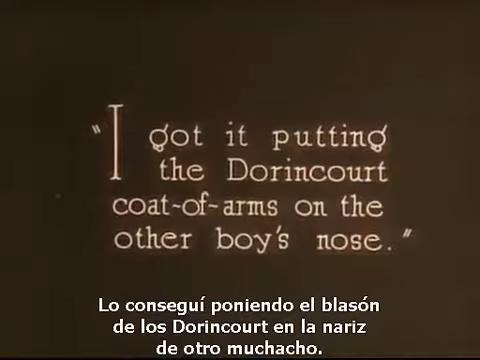 "I got it putting
the Dorincourt
coat-of-arms on the
other boy's nose."
Lo conseguí poniendo el blasón
de los Dorincourt en la nariz
de otro muchacho.